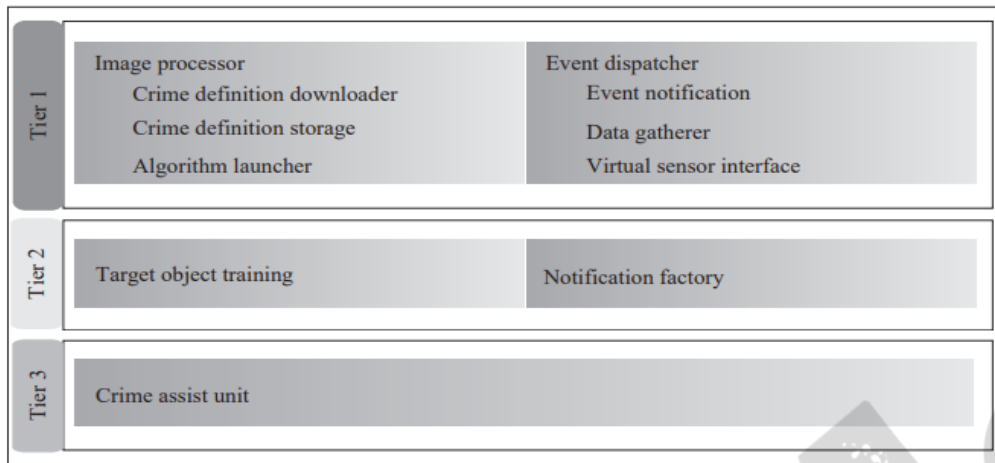 Tier 1
Image processor
Crime definition downloader
Crime definition storage
Algorithm launcher
Event dispatcher
Event notification
Data gatherer
Virtual sensor interface
Tier 2
Target object training
Notification factory
Tier 3
Crime assist unit